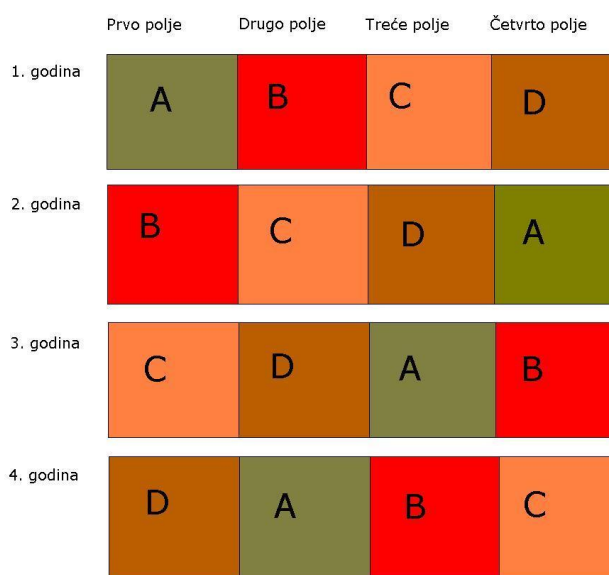 Prvo polje Drugo polje Treće polje Četvrto polje
1. godina A B C D
2. godina B C D A
3. godina C D A B
4. godina D A B C